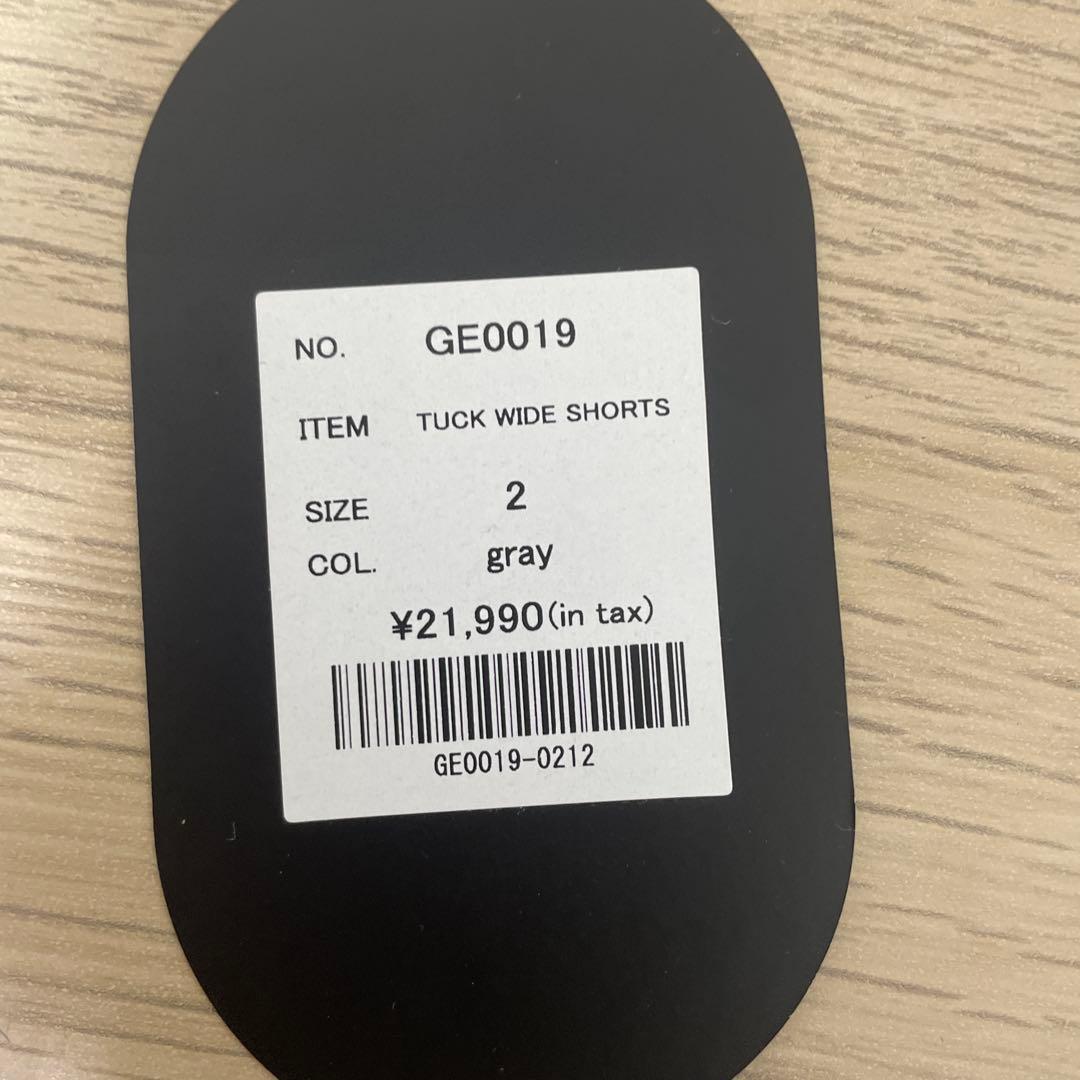 NO. GE0019
ITEM TUCK WIDE SHORTS
SIZE 2
COL. gray
¥21,990(in tax)
GE0019-0212